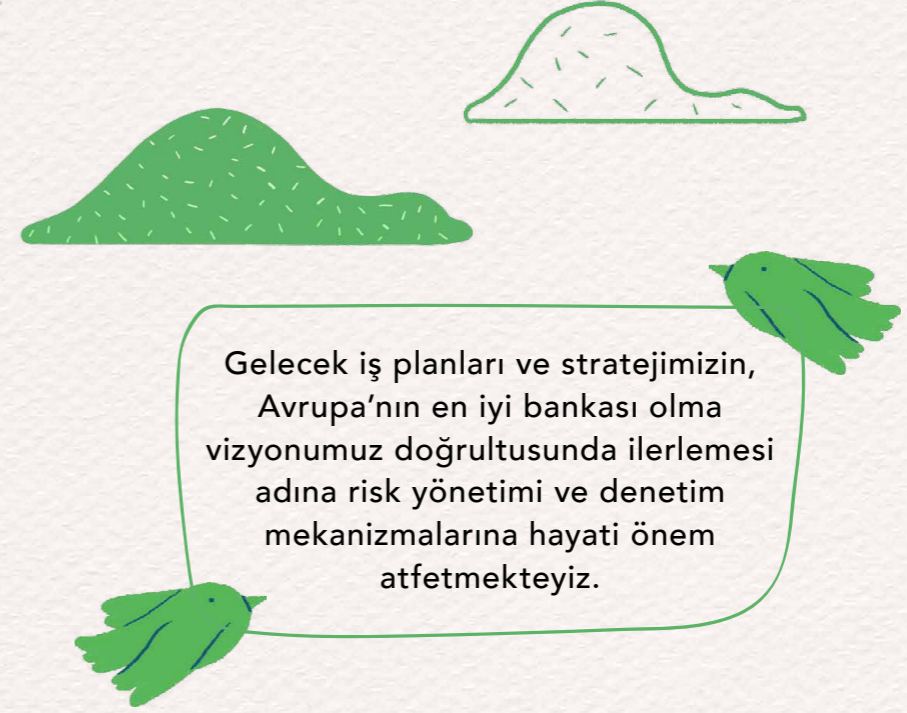 Gelecek iş planları ve stratejimizin,
Avrupa’nın en iyi bankası olma
vizyonumuz doğrultusunda ilerlemesi
adına risk yönetimi ve denetim
mekanizmalarına hayati önem
atfetmekteyiz.